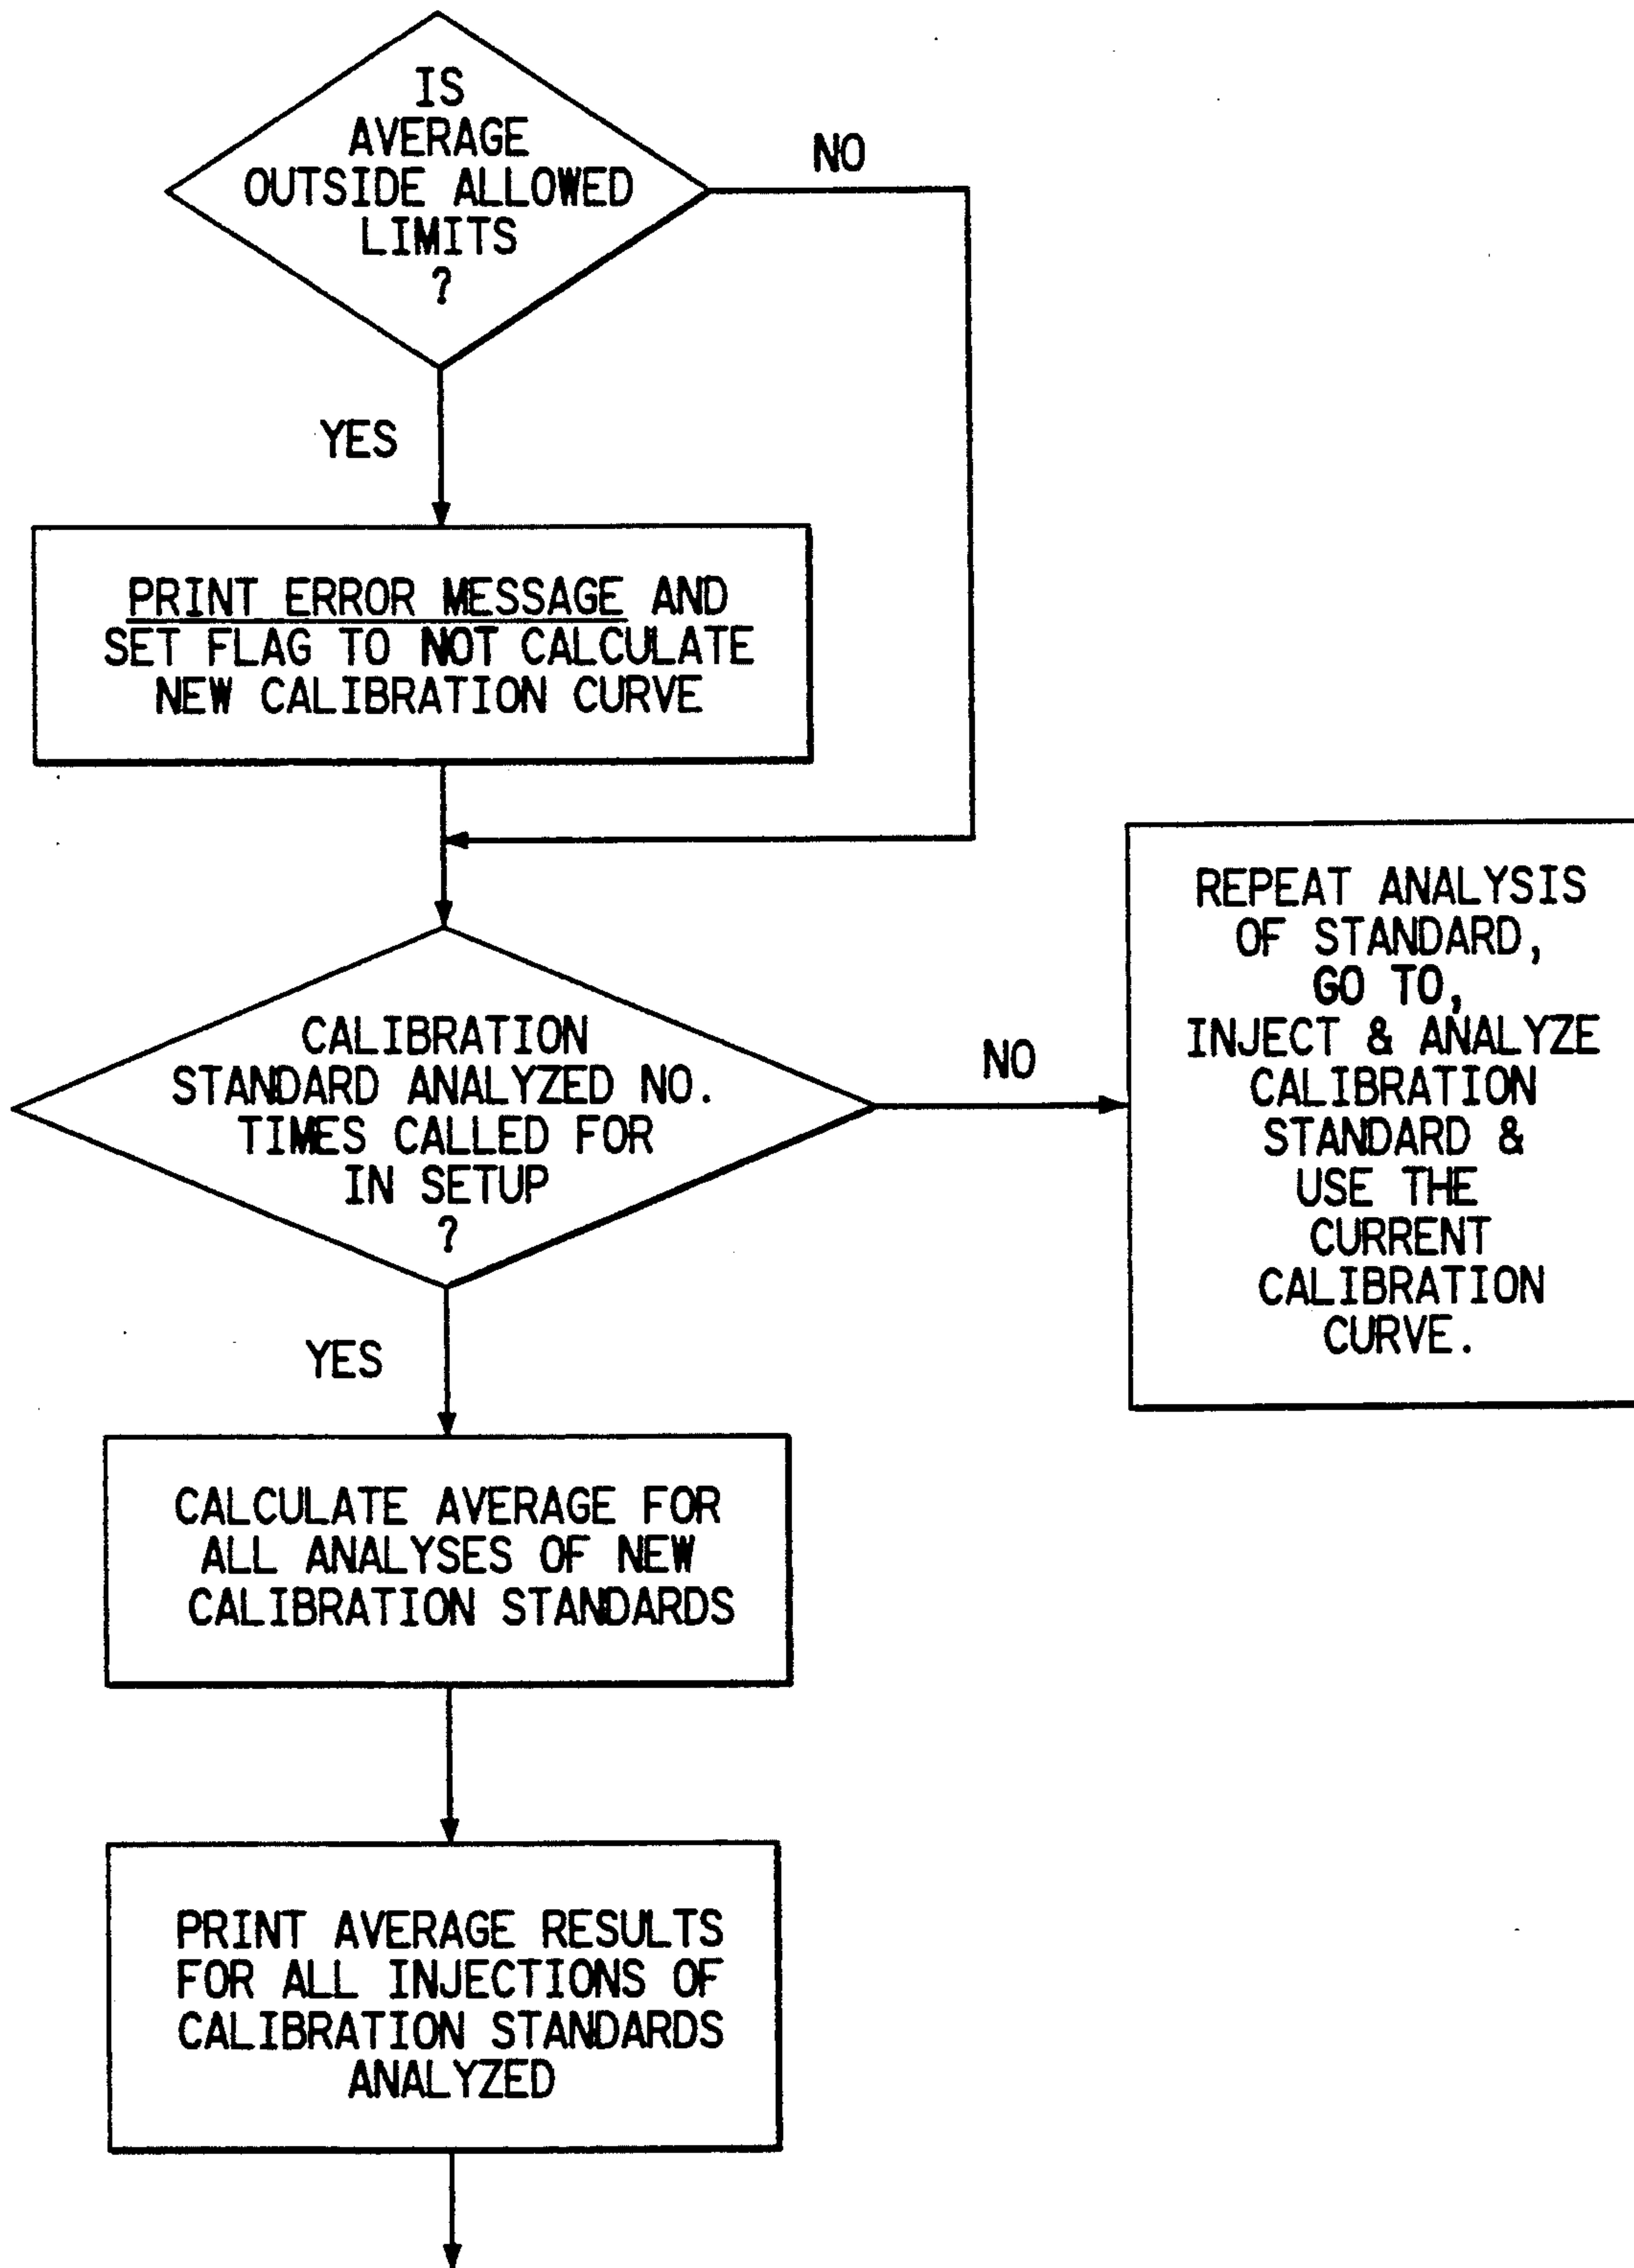 IS
AVERAGE
OUTSIDE ALLOWED
LIMITS
?
NO
YES
PRINT ERROR MESSAGE AND
SET FLAG TO NOT CALCULATE
NEW CALIBRATION CURVE
CALIBRATION
STANDARD ANALYZED NO.
TIMES CALLED FOR
IN SETUP
?
NO
REPEAT ANALYSIS
OF STANDARD,
GO TO,
INJECT & ANALYZE
CALIBRATION
STANDARD &
USE THE
CURRENT
CALIBRATION
CURVE.
YES
CALCULATE AVERAGE FOR
ALL ANALYSES OF NEW
CALIBRATION STANDARDS
PRINT AVERAGE RESULTS
FOR ALL INJECTIONS OF
CALIBRATION STANDARDS
ANALYZED